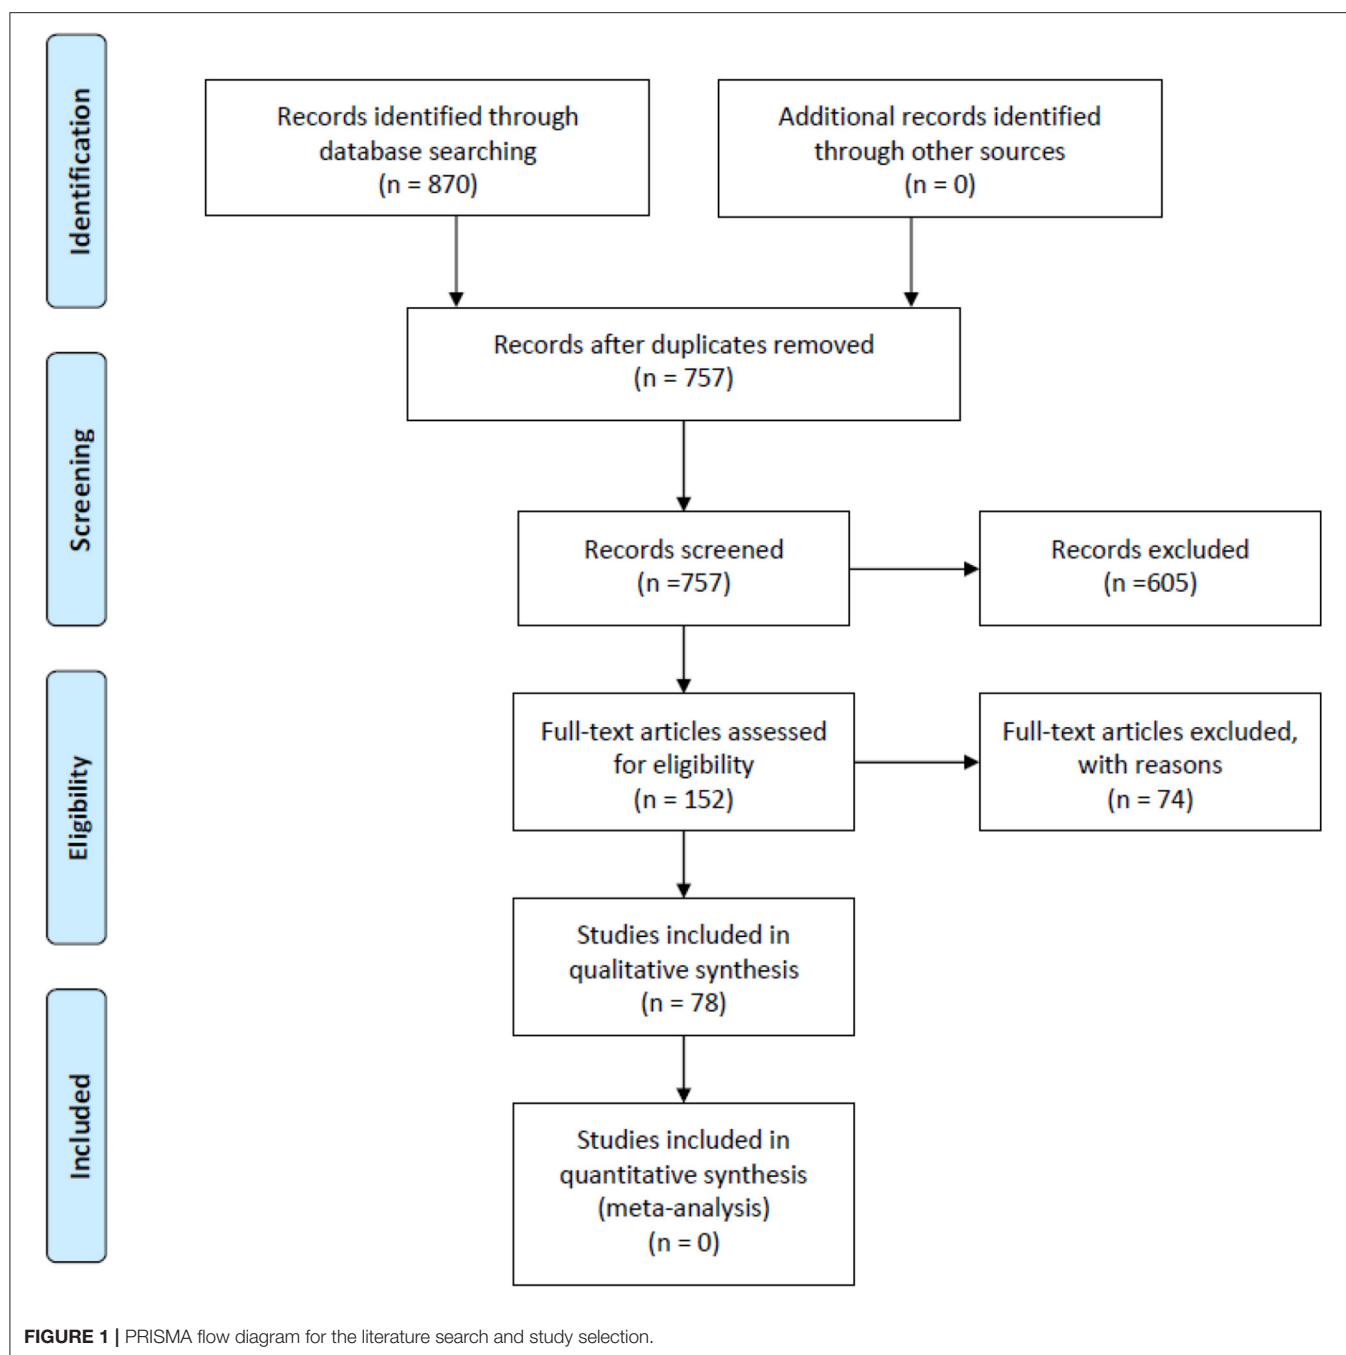 Identification
Records identified through
database searching
(n = 870)
Additional records identified
through other sources
(n = 0)
Records after duplicates removed
(n = 757)
Screening
Records screened
(n =757)
Records excluded
(n =605)
Eligibility
Full-text articles assessed
for eligibility
(n = 152)
Full-text articles excluded,
with reasons
(n = 74)
Studies included in
qualitative synthesis
(n = 78)
Included
Studies included in
quantitative synthesis
(meta-analysis)
(n = 0)
FIGURE 1 | PRISMA flow diagram for the literature search and study selection.